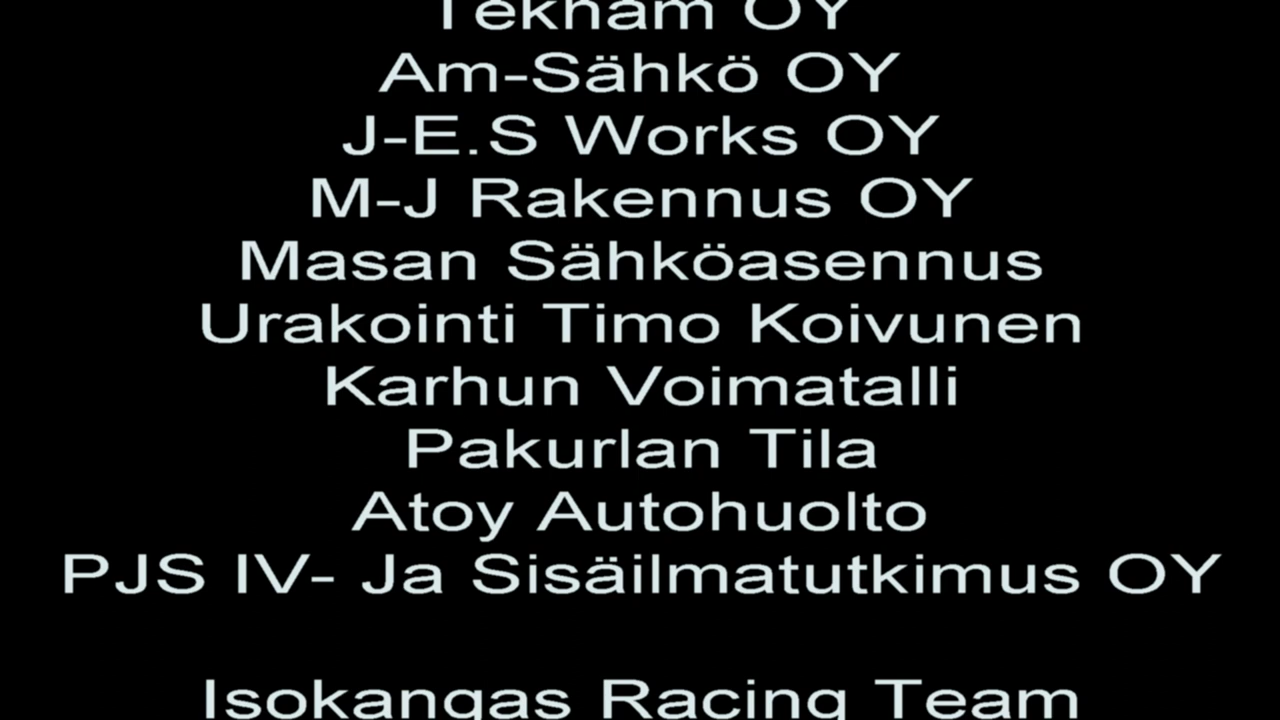 Tekham OY
Am-Sähkö OY
J-E.S Works OY
M-J Rakennus OY
Masan Sähköasennus
Urakointi Timo Koivunen
Karhun Voimatalli
Pakurlan Tila
Atoy Autohuolto
PJS IV- Ja Sisäilmatutkimus OY
Isokangas Racing Team